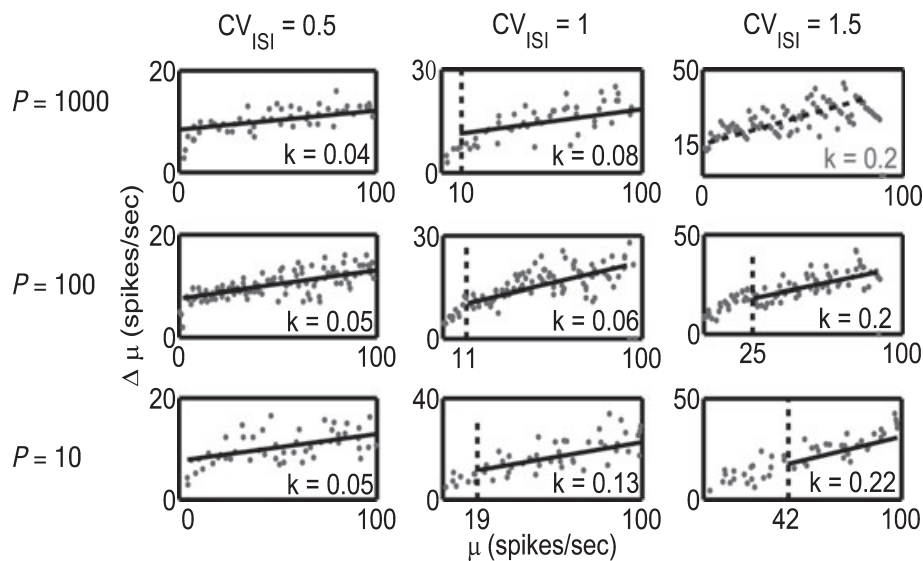 CV_ISI = 0.5
CV_ISI = 1
CV_ISI = 1.5
P = 1000
20
0
0
100
k = 0.04
30
0
10
100
k = 0.08
50
15
0
100
k = 0.2
P = 100
20
0
0
100
k = 0.05
30
0
11
100
k = 0.06
50
0
25
100
k = 0.2
P = 10
20
0
0
100
k = 0.05
40
0
19
100
k = 0.13
50
0
42
100
k = 0.22
Δ μ (spikes/sec)
μ (spikes/sec)